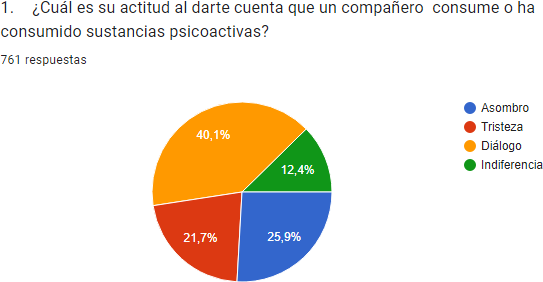 1. ¿Cuál es su actitud al darte cuenta que un compañero consume o ha
consumido sustancias psicoactivas?
761 respuestas
40,1%
12,4%
21,7%
25,9%
Asombro
Tristeza
Diálogo
Indiferencia